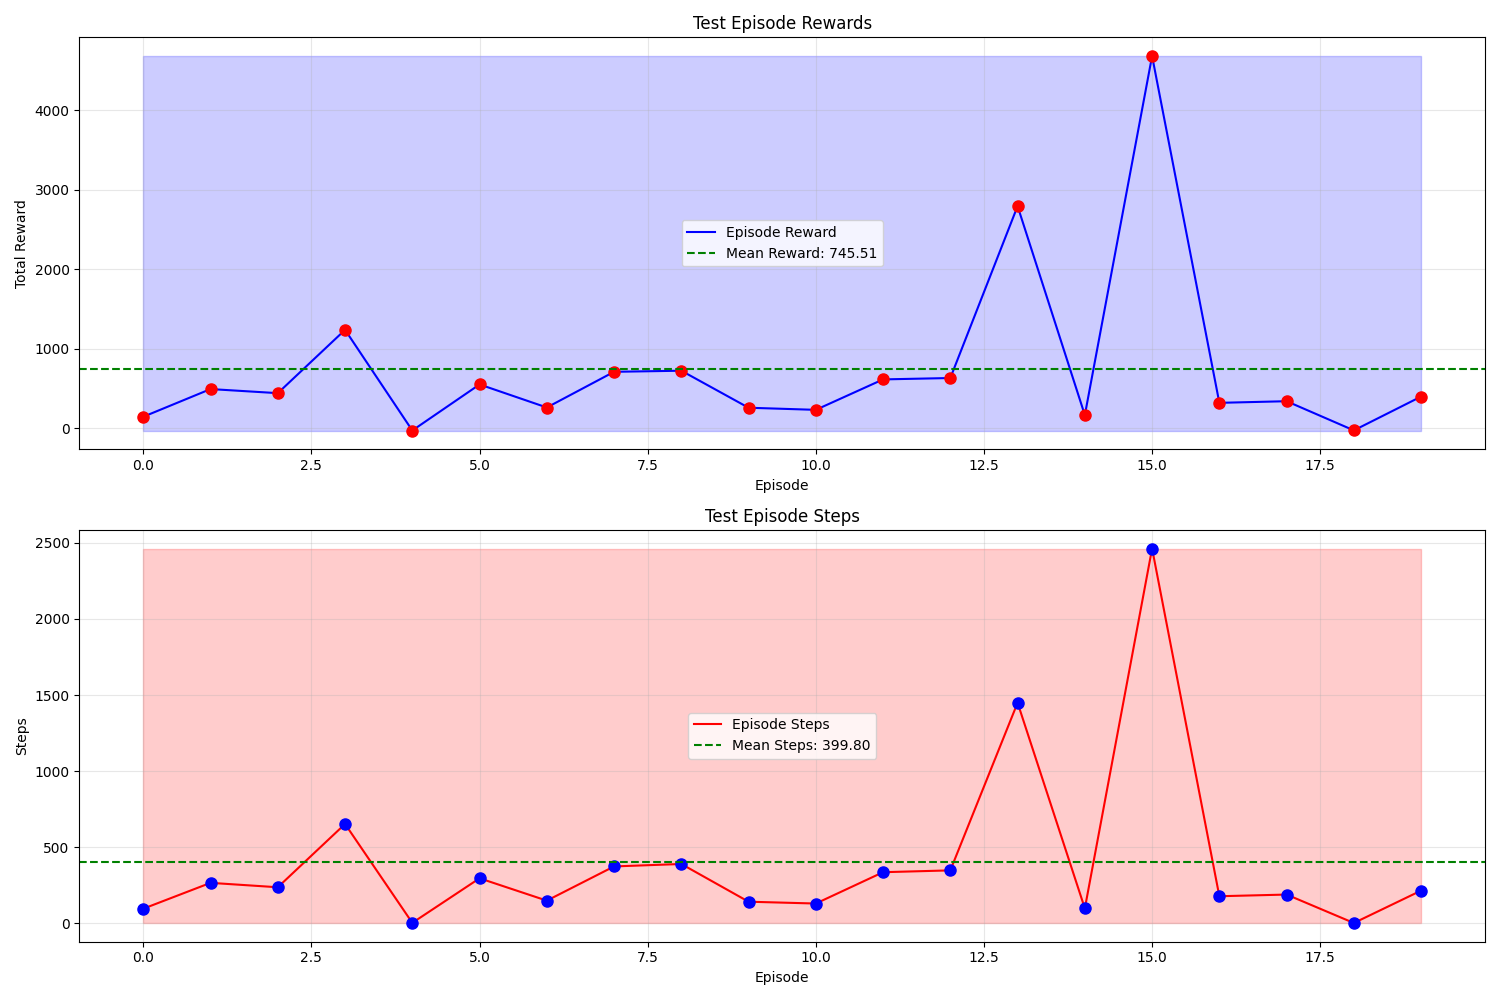 Test Episode Rewards
Total Reward
4000
3000
2000
1000
0
Episode Reward
Mean Reward: 745.51
0.0 2.5 5.0 7.5 10.0 12.5 15.0 17.5
Episode
Test Episode Steps
Steps
2500
2000
1500
1000
500
0
Episode Steps
Mean Steps: 399.80
0.0 2.5 5.0 7.5 10.0 12.5 15.0 17.5
Episode